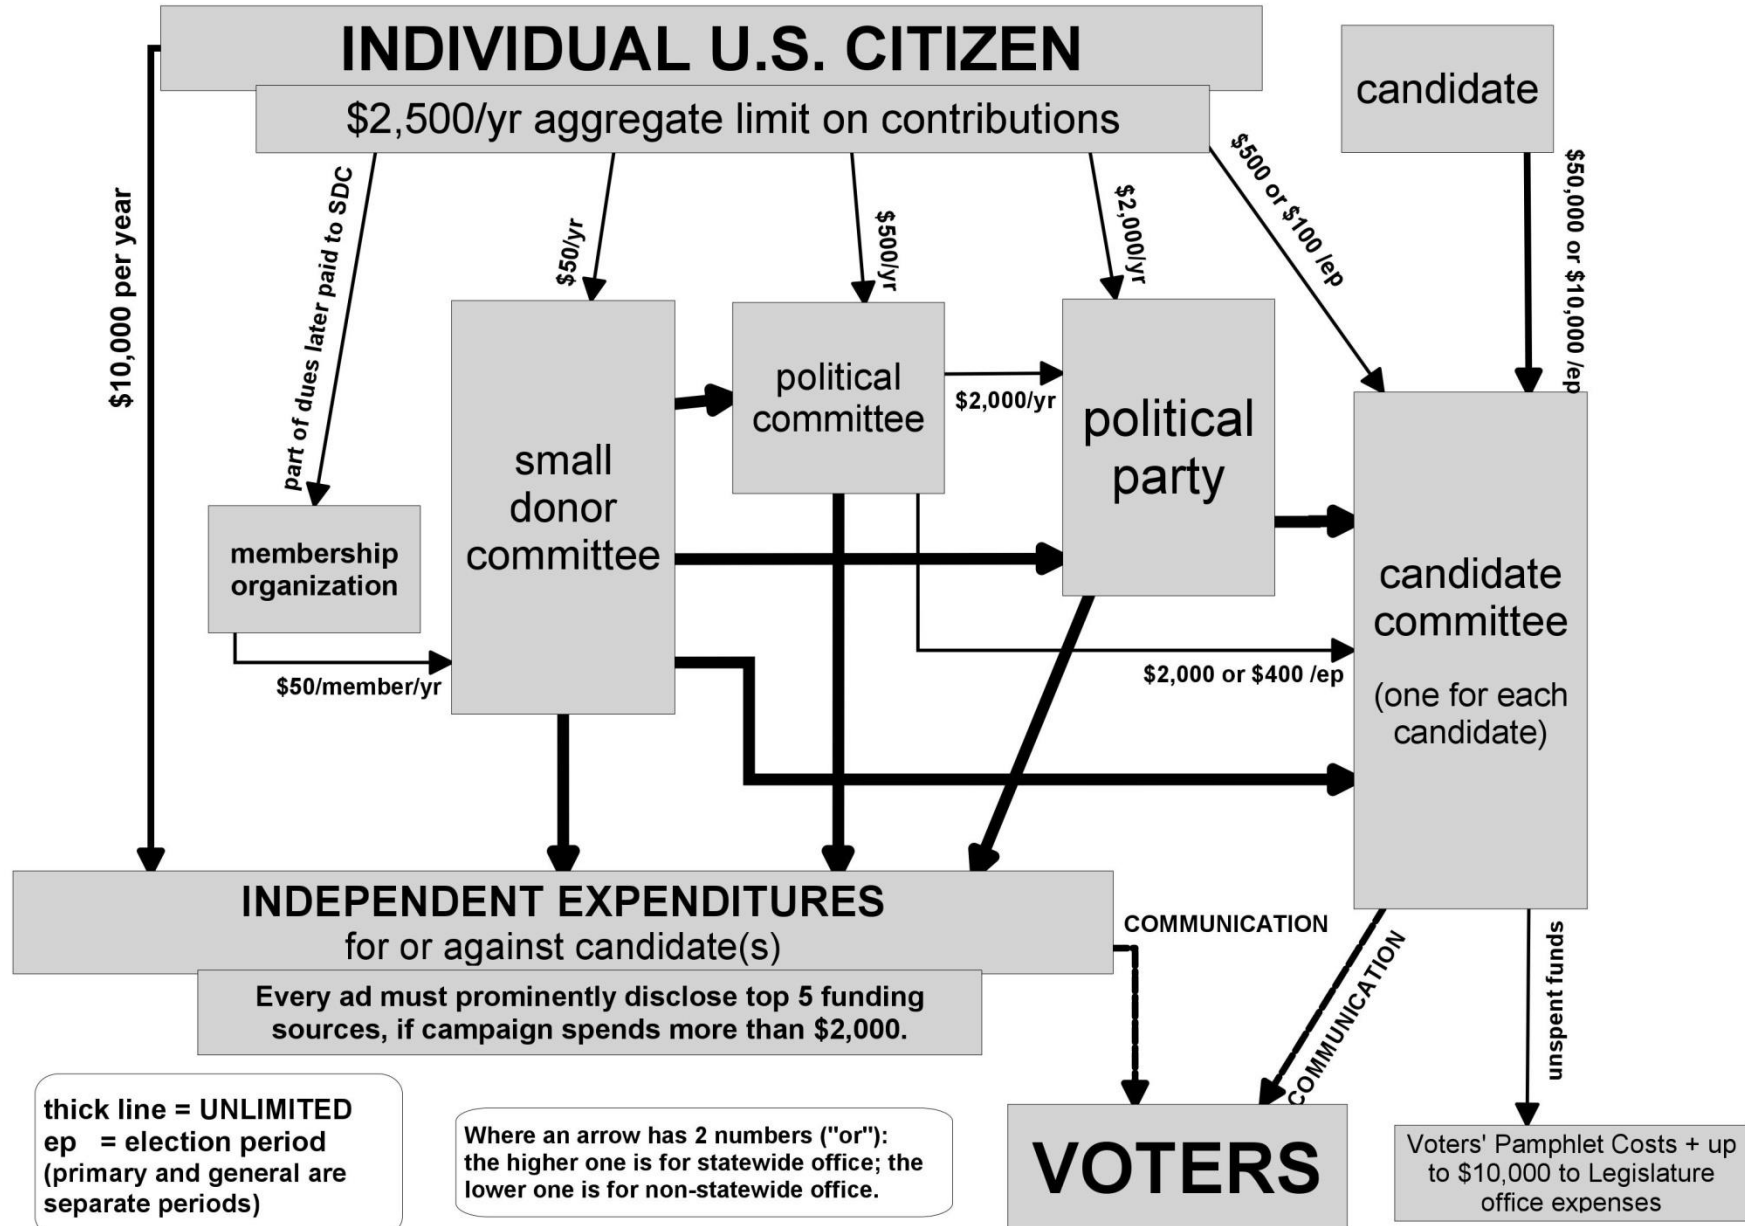 INDIVIDUAL U.S. CITIZEN
$2,500/yr aggregate limit on contributions
candidate
$10,000 per year
part of dues later paid to SDC
$50/yr
$500/yr
$2,000/yr
$500 or $100 /ep
$50,000 or $10,000 /ep
small
donor
committee
political
committee
$2,000/yr
political
party
membership
organization
$50/member/yr
$2,000 or $400 /ep
candidate
committee
(one for each
candidate)
INDEPENDENT EXPENDITURES
for or against candidate(s)
Every ad must prominently disclose top 5 funding
sources, if campaign spends more than $2,000.
COMMUNICATION
COMMUNICATION
unspent funds
thick line = UNLIMITED
ep = election period
(primary and general are
separate periods)
Where an arrow has 2 numbers ("or"):
the higher one is for statewide office; the
lower one is for non-statewide office.
VOTERS
Voters' Pamphlet Costs + up
to $10,000 to Legislature
office expenses